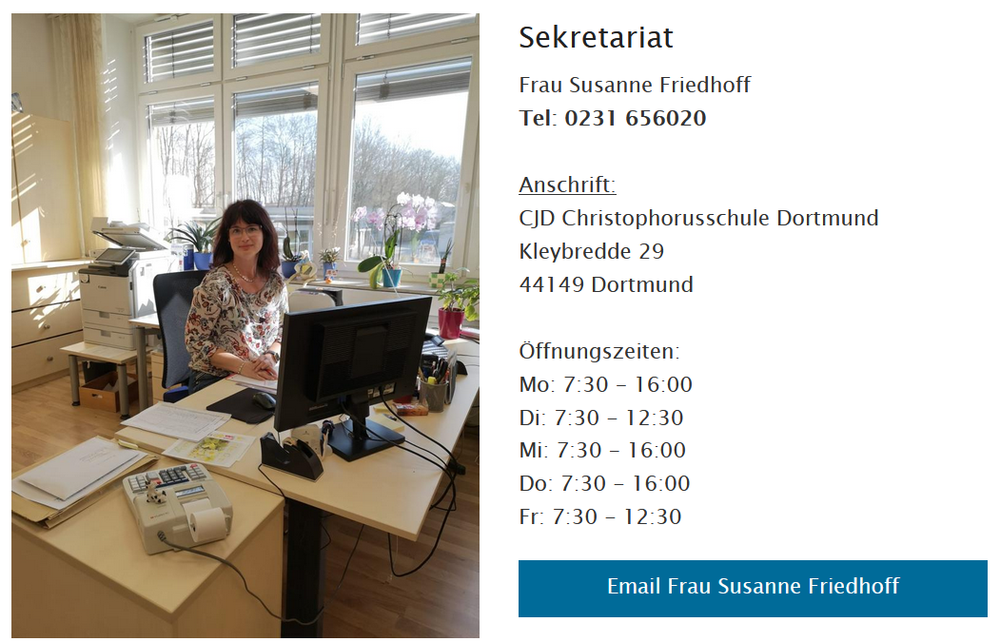 Sekretariat
Frau Susanne Friedhoff
Tel: 0231 656020
Anschrift:
CJD Christophorusschule Dortmund
Kleybredde 29
44149 Dortmund
Öffnungszeiten:
Mo: 7:30 – 16:00
Di: 7:30 – 12:30
Mi: 7:30 – 16:00
Do: 7:30 – 16:00
Fr: 7:30 – 12:30
Email Frau Susanne Friedhoff